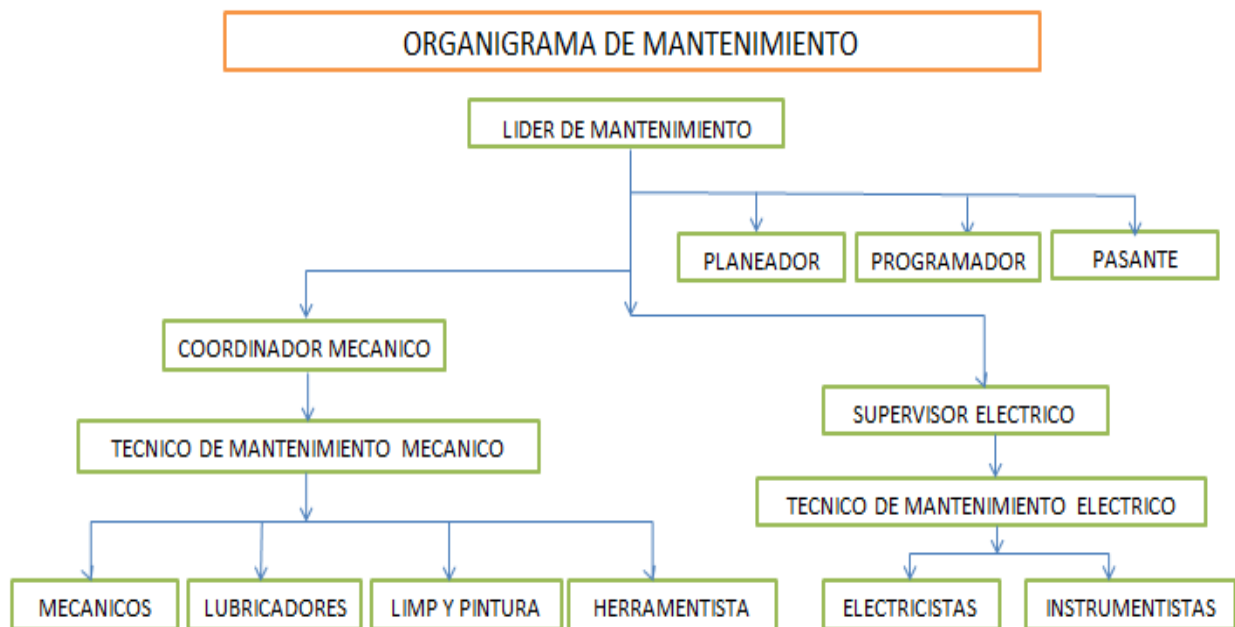 ORGANIGRAMA DE MANTENIMIENTO
LIDER DE MANTENIMIENTO
PLANEADOR
PROGRAMADOR
PASANTE
COORDINADOR MECANICO
SUPERVISOR ELECTRICO
TECNICO DE MANTENIMIENTO MECANICO
TECNICO DE MANTENIMIENTO ELECTRICO
MECANICOS
LUBRICADORES
LIMP Y PINTURA
HERRAMENTISTA
ELECTRICISTAS
INSTRUMENTISTAS